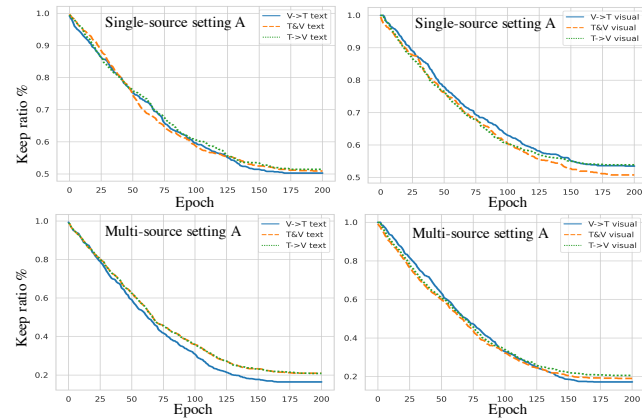 Single-source setting A
V->T text
T&V text
T->V text
Keep ratio %
1.0
0.9
0.8
0.7
0.6
0.5
0 25 50 75 100 125 150 175 200
Epoch
Single-source setting A
V->T visual
T&V visual
T->V visual
1.0
0.9
0.8
0.7
0.6
0.5
0 25 50 75 100 125 150 175 200
Epoch
Multi-source setting A
V->T text
T&V text
T->V text
Keep ratio %
1.0
0.8
0.6
0.4
0.2
0 25 50 75 100 125 150 175 200
Epoch
Multi-source setting A
V->T visual
T&V visual
T->V visual
1.0
0.8
0.6
0.4
0.2
0 25 50 75 100 125 150 175 200
Epoch